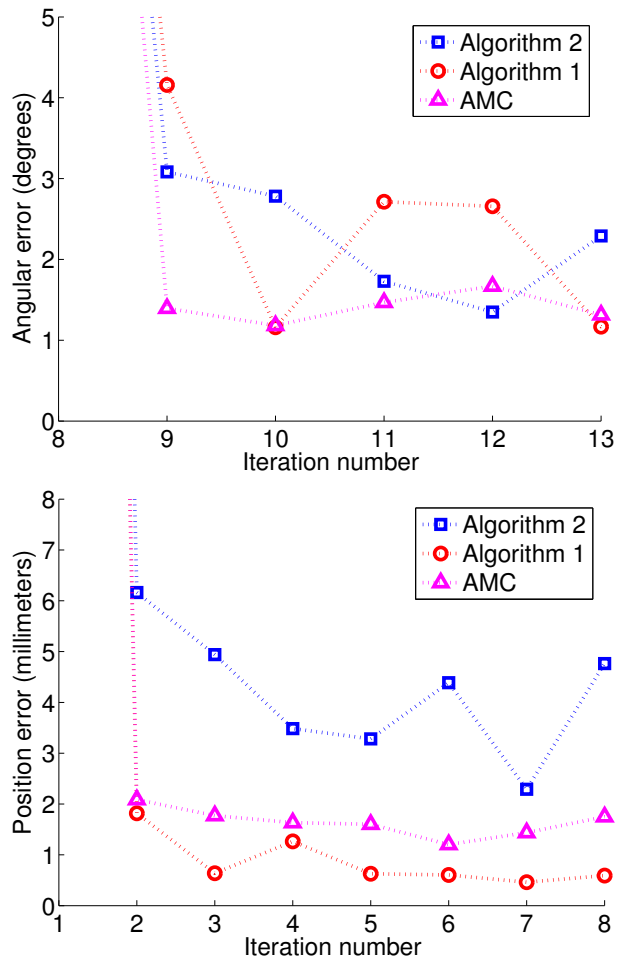 5
4
3
2
1
0
Angular error (degrees)
Algorithm 2
Algorithm 1
AMC
8 9 10 11 12 13
Iteration number
8
7
6
5
4
3
2
1
0
Position error (millimeters)
Algorithm 2
Algorithm 1
AMC
1 2 3 4 5 6 7 8
Iteration number